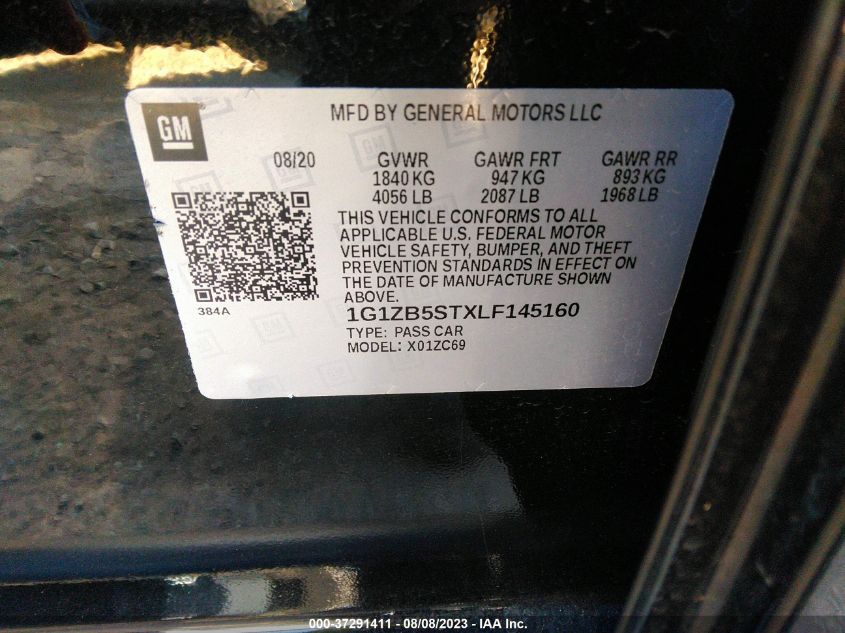 GM
MFD BY GENERAL MOTORS LLC
08/20 GVWR GAWR FRT GAWR RR
1840 KG 947 KG 893 KG
4056 LB 2087 LB 1968 LB
THIS VEHICLE CONFORMS TO ALL
APPLICABLE U.S. FEDERAL MOTOR
VEHICLE SAFETY, BUMPER, AND THEFT
PREVENTION STANDARDS IN EFFECT ON
THE DATE OF MANUFACTURE SHOWN
ABOVE.
384A
1G1ZB5STXLF145160
TYPE: PASS CAR
MODEL: X01ZC69
000-37291411 - 08/08/2023 - IAA Inc.